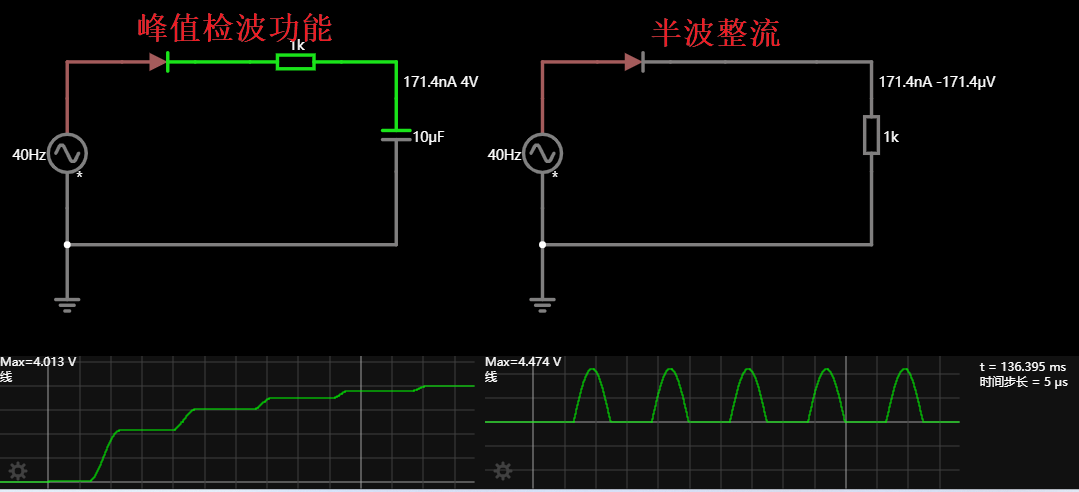 峰值检波功能
半波整流
1k
171.4nA 4V
171.4nA -171.4µV
40Hz
10µF
40Hz
1k
*
*
Max=4.013 V
线
Max=4.474 V
线
t = 136.395 ms
时间步长 = 5 µs